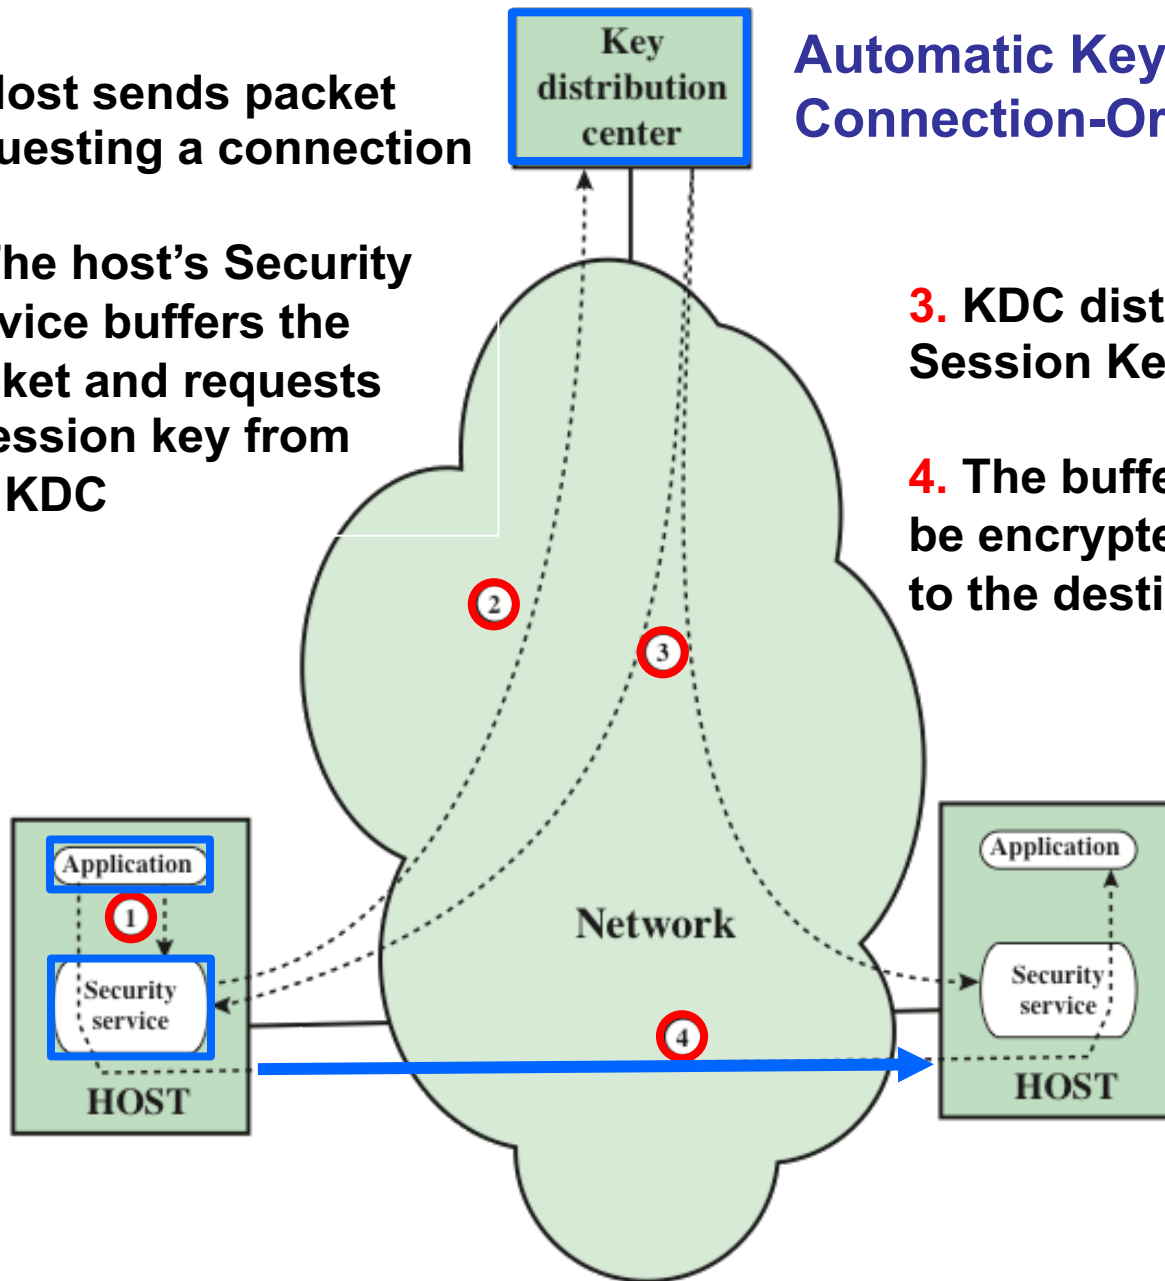 Automatic Key
Connection-Or
ost sends packet
uesting a connection
he host’s Security
vice buffers the
ket and requests
ession key from
KDC
3. KDC dist
Session Ke
4. The buffe
be encrypte
to the desti
Key
distribution
center
2
3
Network
4
Application
1
Security
service
HOST
Application
Security
service
HOST